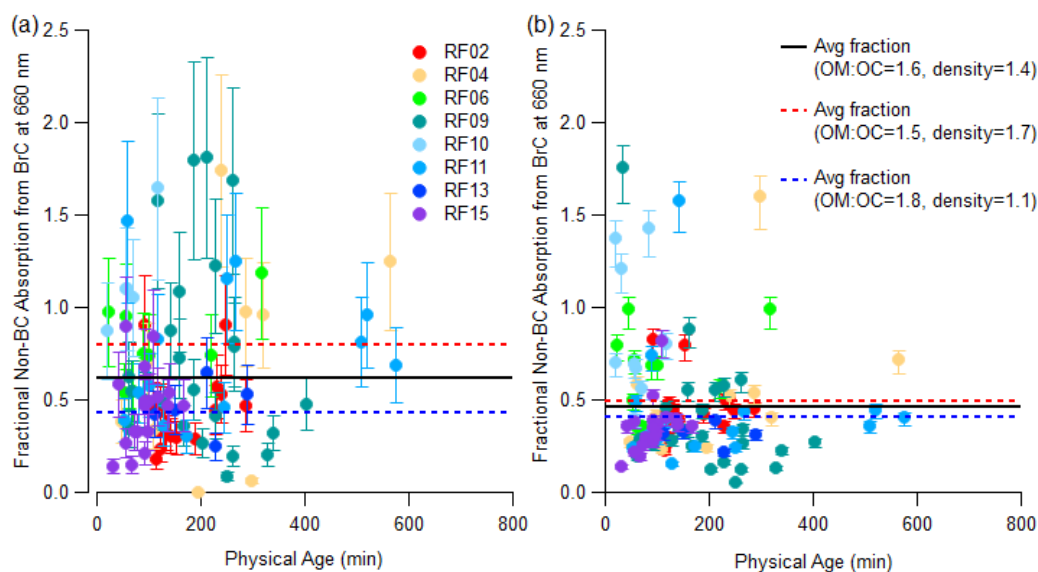 (a)
2.5
2.0
1.5
1.0
0.5
0.0
Fractional Non-BC Absorption from BrC at 660 nm
0
200
400
600
800
Physical Age (min)
RF02
RF04
RF06
RF09
RF10
RF11
RF13
RF15
(b)
2.5
2.0
1.5
1.0
0.5
0.0
Fractional Non-BC Absorption from BrC at 660 nm
0
200
400
600
800
Physical Age (min)
Avg fraction
(OM:OC=1.6, density=1.4)
Avg fraction
(OM:OC=1.5, density=1.7)
Avg fraction
(OM:OC=1.8, density=1.1)